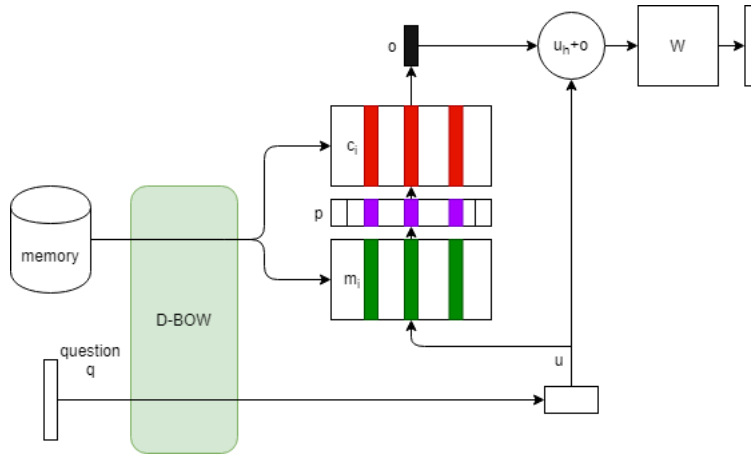 o
uh+o
W
ci
memory
p
mi
D-BOW
question
q
u